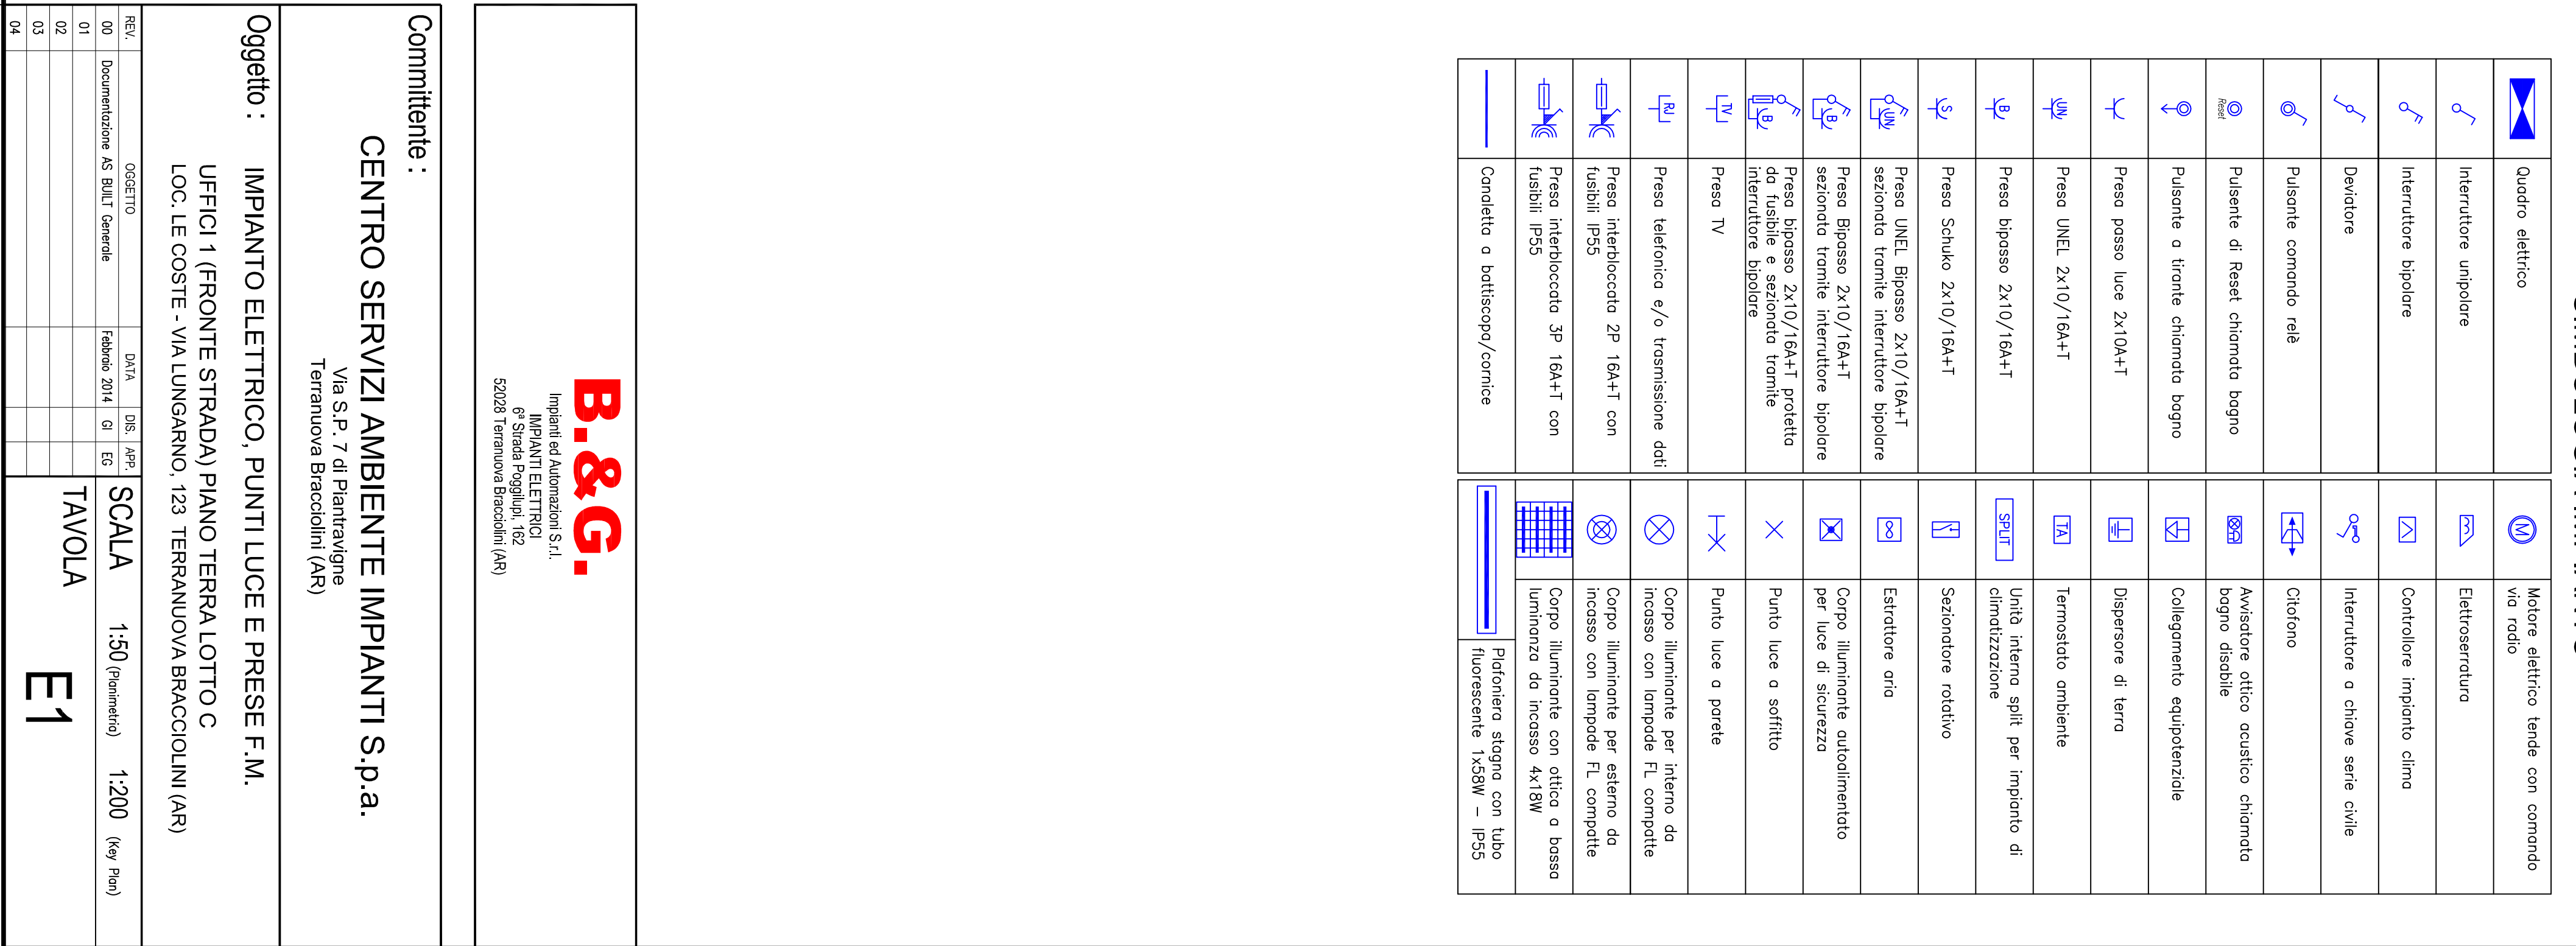 Quadro elettrico
Interruttore unipolare
Interruttore bipolare
Deviatore
Pulsante comando relè
Reset
Pulsente di Reset chiamata bagno
Pulsante a tirante chiamata bagno
Presa passo luce 2x10A+T
UN
Presa UNEL 2x10/16A+T
B
Presa bipasso 2x10/16A+T
S
Presa Schuko 2x10/16A+T
UN
Presa UNEL Bipasso 2x10/16A+T
sezionata tramite interruttore bipolare
B
Presa Bipasso 2x10/16A+T
sezionata tramite interruttore bipolare
B
Presa bipasso 2x10/16A+T protetta
da fusibile e sezionata tramite
interruttore bipolare
TV
Presa TV
RJ
Presa telefonica e/o trasmissione dati
Presa interbloccata 2P 16A+T con
fusibili IP55
Presa interbloccata 3P 16A+T con
fusibili IP55
Canaletta a battiscopa/cornice
M
Motore elettrico tende con comando
via radio
Elettroserratura
Controllore impianto clima
Interruttore a chiave serie civile
Citofono
Avvisatore ottico acustico chiamata
bagno disabile
Collegamento equipotenziale
Dispersore di terra
TA
Termostato ambiente
SPLIT
Unità interna split per impianto di
climatizzazione
Sezionatore rotativo
Estrattore aria
Corpo illuminante autoalimentato
per luce di sicurezza
Punto luce a soffitto
Punto luce a parete
Corpo illuminante per interno da
incasso con lampade FL compatte
Corpo illuminante per esterno da
incasso con lampade FL compatte
Corpo illuminante con ottica a bassa
luminanza da incasso 4x18W
Plafoniera stagna con tubo
fluorescente 1x58W – IP55
B.&G.
Impianti ed Automazioni S.r.l.
IMPIANTI ELETTRICI
6ª Strada Poggilupi, 162
52028 Terranuova Bracciolini (AR)
Committente :
CENTRO SERVIZI AMBIENTE IMPIANTI S.p.a.
Via S.P. 7 di Piantravigne
Terranuova Bracciolini (AR)
Oggetto : IMPIANTO ELETTRICO, PUNTI LUCE E PRESE F.M.
UFFICI 1 (FRONTE STRADA) PIANO TERRA LOTTO C
LOC. LE COSTE - VIA LUNGARNO, 123 TERRANUOVA BRACCIOLINI (AR)
REV. OGGETTO DATA DIS. APP.
00 Documentazione AS BUILT Generale Febbraio 2014 GI EG
01
02
03
04
SCALA 1:50 (Planimetria) 1:200 (Key Plan)
TAVOLA E1